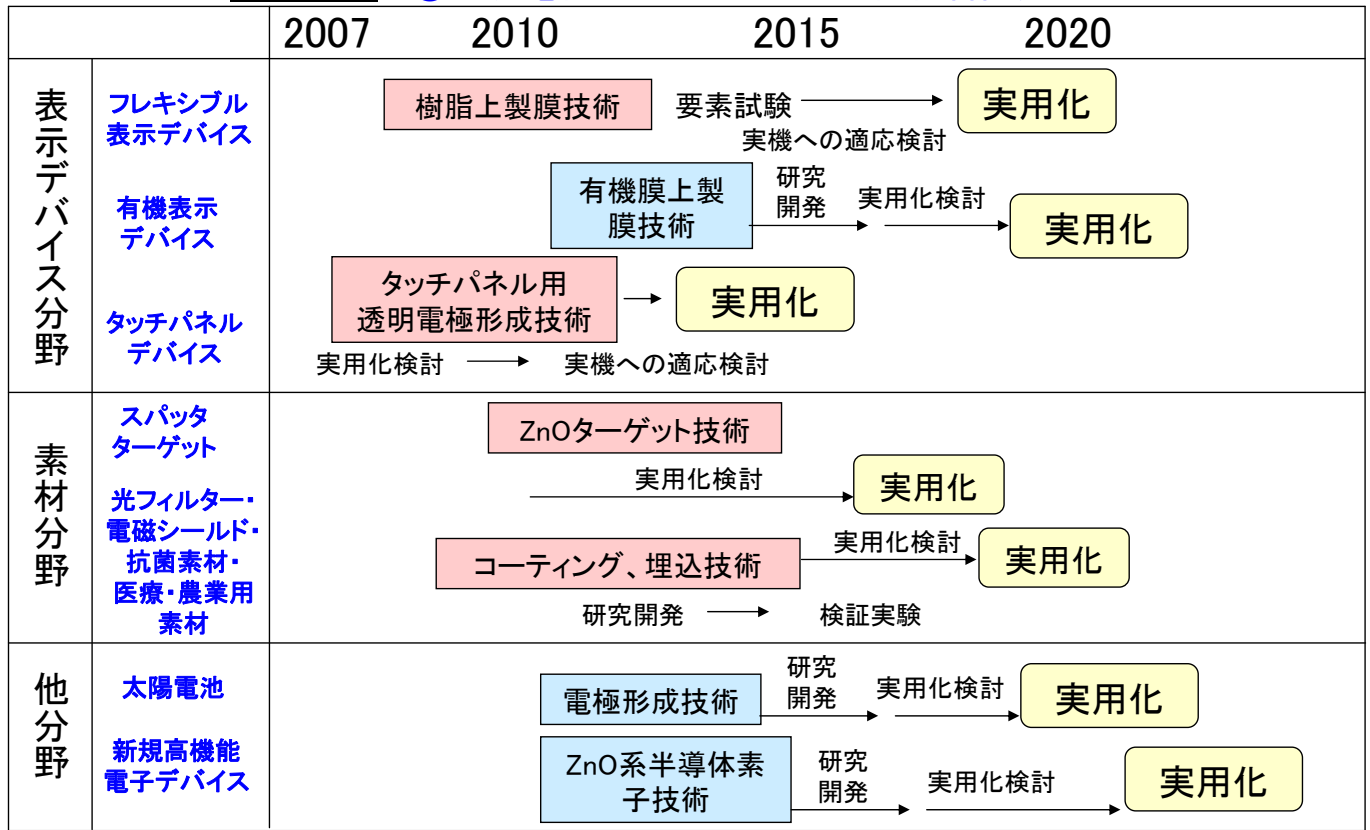 2007 2010 2015 2020
表示デバイス分野
フレキシブル
表示デバイス
樹脂上製膜技術
要素試験
実用化
実機への適応検討
有機表示
デバイス
有機膜上製
膜技術
研究
開発
実用化検討
実用化
タッチパネル
デバイス
タッチパネル用
透明電極形成技術
実用化
実用化検討
実機への適応検討
素材分野
スパッタ
ターゲット
ZnOターゲット技術
実用化検討
実用化
光フィルター・
電磁シールド・
抗菌素材・
医療・農業用
素材
コーティング、埋込技術
実用化検討
実用化
研究開発
検証実験
他分野
太陽電池
電極形成技術
研究
開発
実用化検討
実用化
新規高機能
電子デバイス
ZnO系半導体素
子技術
研究
開発
実用化検討
実用化